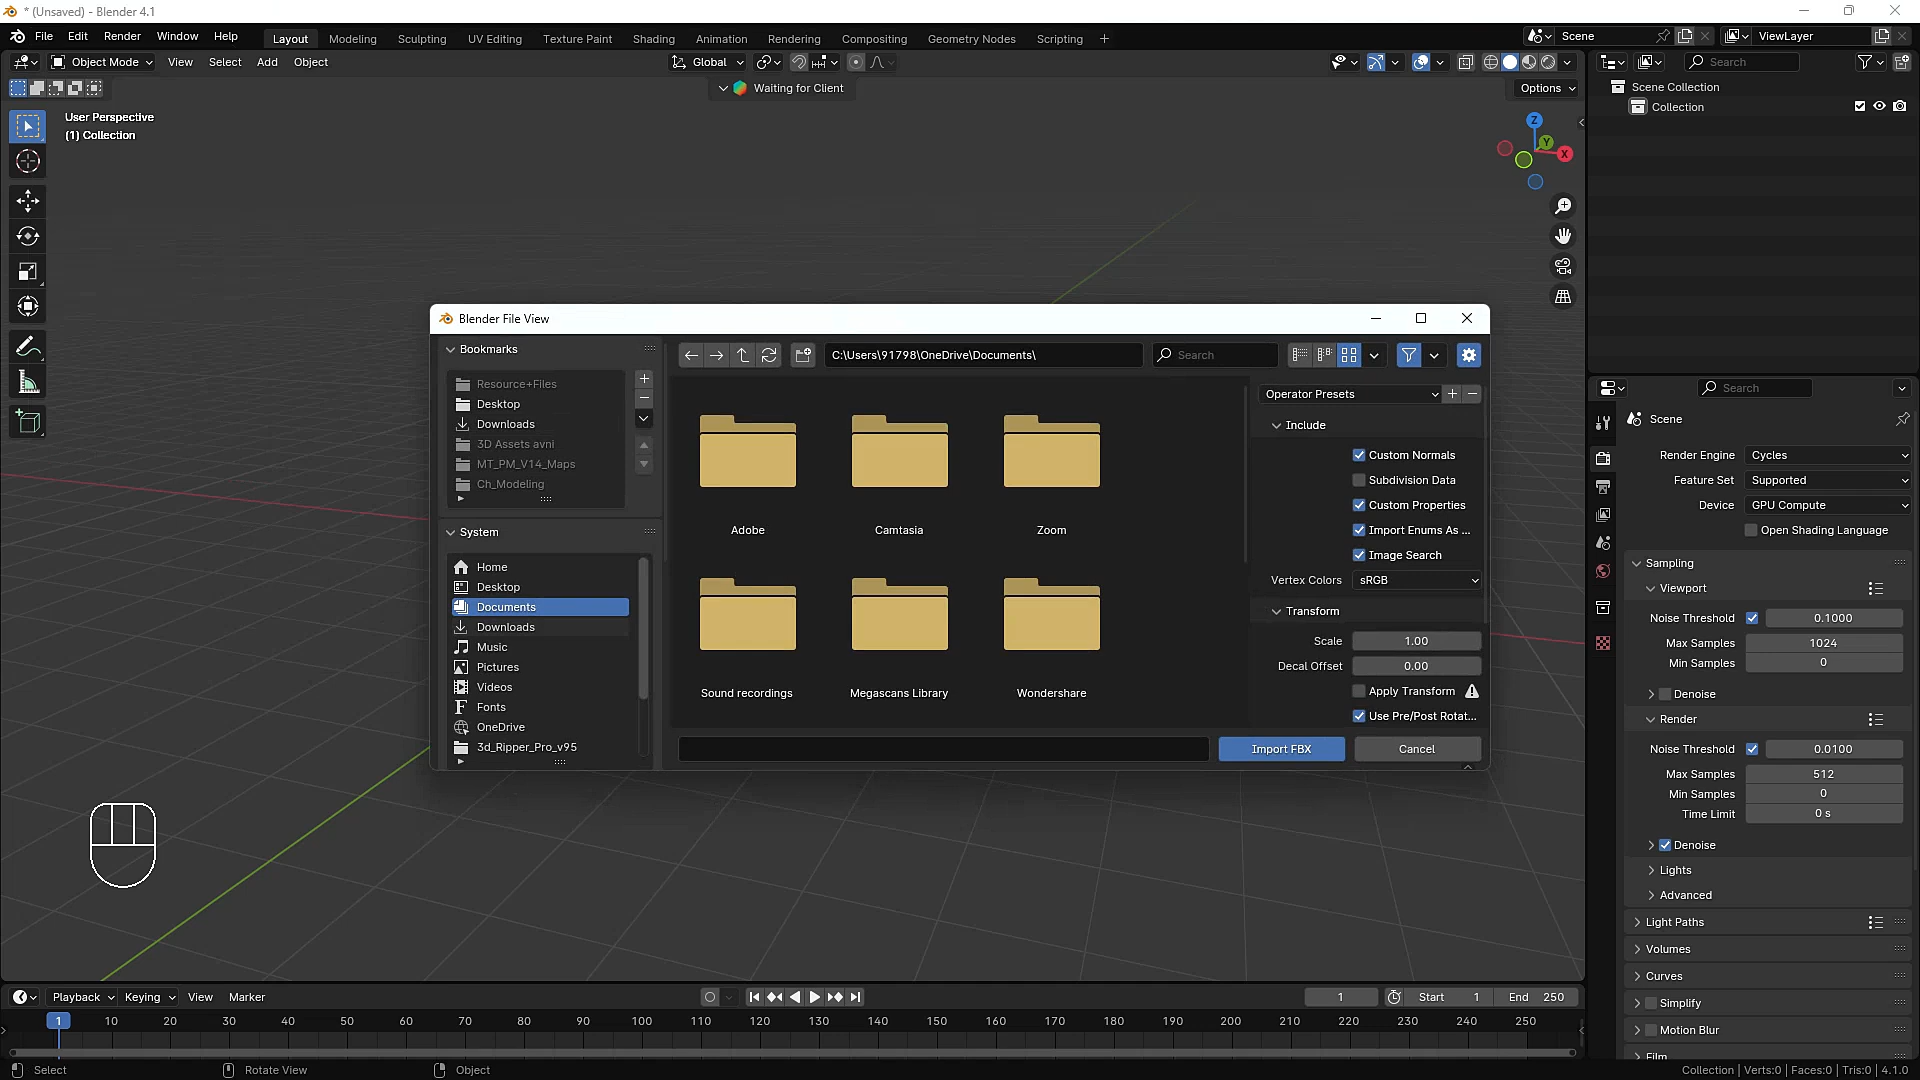 * (Unsaved) - Blender 4.1
File Edit Render Window Help
Layout Modeling Sculpting UV Editing Texture Paint Shading Animation Rendering Compositing Geometry Nodes Scripting +
Scene
ViewLayer
Object Mode View Select Add Object
Global
Search
Waiting for Client
Options
User Perspective
(1) Collection
Z
Y
X
Scene Collection
Collection
Blender File View
Bookmarks
Resource+Files
Desktop
Downloads
3D Assets avni
MT_PM_V14_Maps
Ch_Modeling
System
Home
Desktop
Documents
Downloads
Music
Pictures
Videos
Fonts
OneDrive
3d_Ripper_Pro_v95
C:\Users\91798\OneDrive\Documents\
Search
Adobe
Camtasia
Zoom
Sound recordings
Megascans Library
Wondershare
Operator Presets
Include
Custom Normals
Subdivision Data
Custom Properties
Import Enums As ...
Image Search
Vertex Colors sRGB
Transform
Scale 1.00
Decal Offset 0.00
Apply Transform
Use Pre/Post Rotat...
Import FBX
Cancel
Search
Scene
Render Engine Cycles
Feature Set Supported
Device GPU Compute
Open Shading Language
Sampling
Viewport
Noise Threshold 0.1000
Max Samples 1024
Min Samples 0
Denoise
Render
Noise Threshold 0.0100
Max Samples 512
Min Samples 0
Time Limit 0 s
Denoise
Lights
Advanced
Light Paths
Volumes
Curves
Simplify
Motion Blur
Film
Playback Keying View Marker
1
Start 1
End 250
1 10 20 30 40 50 60 70 80 90 100 110 120 130 140 150 160 170 180 190 200 210 220 230 240 250
Select
Rotate View
Object
Collection | Verts:0 | Faces:0 | Tris:0 | 4.1.0